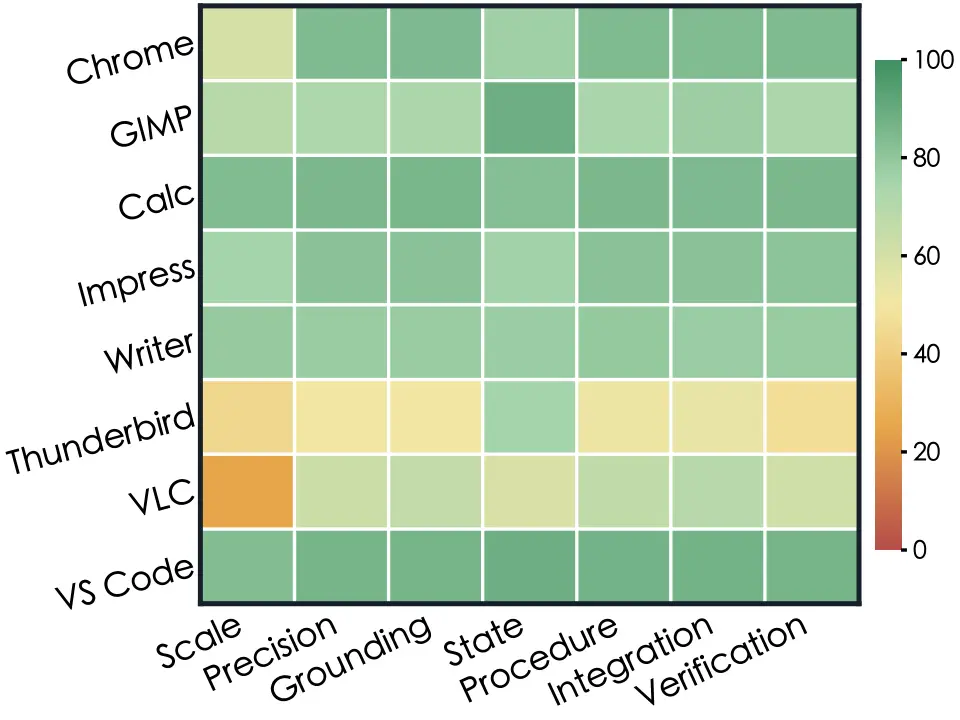 Chrome
GIMP
Calc
Impress
Writer
Thunderbird
VLC
VS Code
Scale
Precision
Grounding
State
Procedure
Integration
Verification
100
80
60
40
20
0